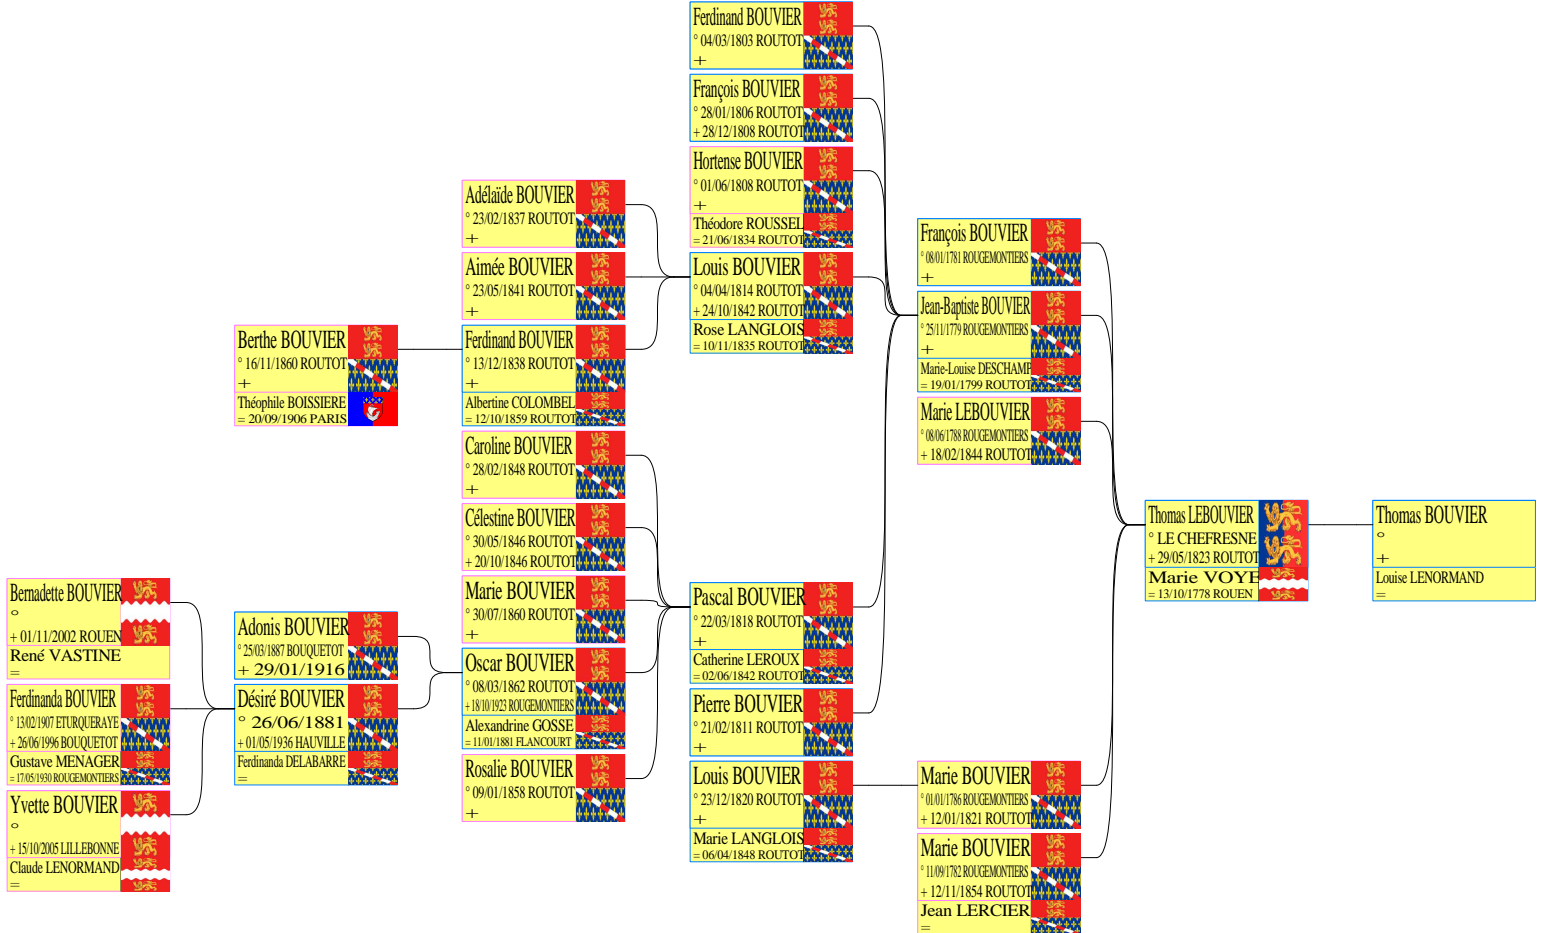 Ferdinand BOUVIER
° 04/03/1803 ROUTOT
+
François BOUVIER
° 28/01/1806 ROUTOT
+ 28/12/1808 ROUTOT
Hortense BOUVIER
° 01/06/1808 ROUTOT
+
Théodore ROUSSEL
= 21/06/1834 ROUTOT
Louis BOUVIER
° 04/04/1814 ROUTOT
+ 24/10/1842 ROUTOT
Rose LANGLOIS
= 10/11/1835 ROUTOT
Adélaïde BOUVIER
° 23/02/1837 ROUTOT
+
Aimée BOUVIER
° 23/05/1841 ROUTOT
+
Ferdinand BOUVIER
° 13/12/1838 ROUTOT
+
Albertine COLOMBEL
= 12/10/1859 ROUTOT
Berthe BOUVIER
° 16/11/1860 ROUTOT
+
Théophile BOISSIERE
= 20/09/1906 PARIS
François BOUVIER
° 08/01/1781 ROUGEMONTIERS
+
Jean-Baptiste BOUVIER
° 25/11/1779 ROUGEMONTIERS
+
Marie-Louise DESCHAMP
= 19/01/1799 ROUTOT
Marie LEBOUVIER
° 08/06/1788 ROUGEMONTIERS
+ 18/02/1844 ROUTOT
Caroline BOUVIER
° 28/02/1848 ROUTOT
+
Célestine BOUVIER
° 30/05/1846 ROUTOT
+ 20/10/1846 ROUTOT
Marie BOUVIER
° 30/07/1860 ROUTOT
+
Oscar BOUVIER
° 08/03/1862 ROUTOT
+ 18/10/1923 ROUGEMONTIERS
Alexandrine GOSSE
= 11/01/1881 FLANCOURT
Rosalie BOUVIER
° 09/01/1858 ROUTOT
+
Thomas LEBOUVIER
° LE CHEFRESNE
+ 29/05/1823 ROUTOT
Marie VOYE
= 13/10/1778 ROUEN
Thomas BOUVIER
°
+
Louise LENORMAND
=
Bernadette BOUVIER
°
+ 01/11/2002 ROUEN
René VASTINE
=
Ferdinanda BOUVIER
° 13/02/1907 ETURQUERAYE
+ 26/06/1996 BOUQUETOT
Gustave MENAGER
= 17/05/1930 ROUGEMONTIERS
Yvette BOUVIER
°
+ 15/10/2005 LILLEBONNE
Claude LENORMAND
=
Adonis BOUVIER
° 25/03/1887 BOUQUETOT
+ 29/01/1916
Désiré BOUVIER
° 26/06/1881
+ 01/05/1936 HAUVILLE
Ferdinanda DELABARRE
=
Pascal BOUVIER
° 22/03/1818 ROUTOT
+
Catherine LEROUX
= 02/06/1842 ROUTOT
Pierre BOUVIER
° 21/02/1811 ROUTOT
+
Louis BOUVIER
° 23/12/1820 ROUTOT
+
Marie LANGLOIS
= 06/04/1848 ROUTOT
Marie BOUVIER
° 01/01/1786 ROUGEMONTIERS
+ 12/01/1821 ROUTOT
Marie BOUVIER
° 11/09/1782 ROUGEMONTIERS
+ 12/11/1854 ROUTOT
Jean LERCIER
=